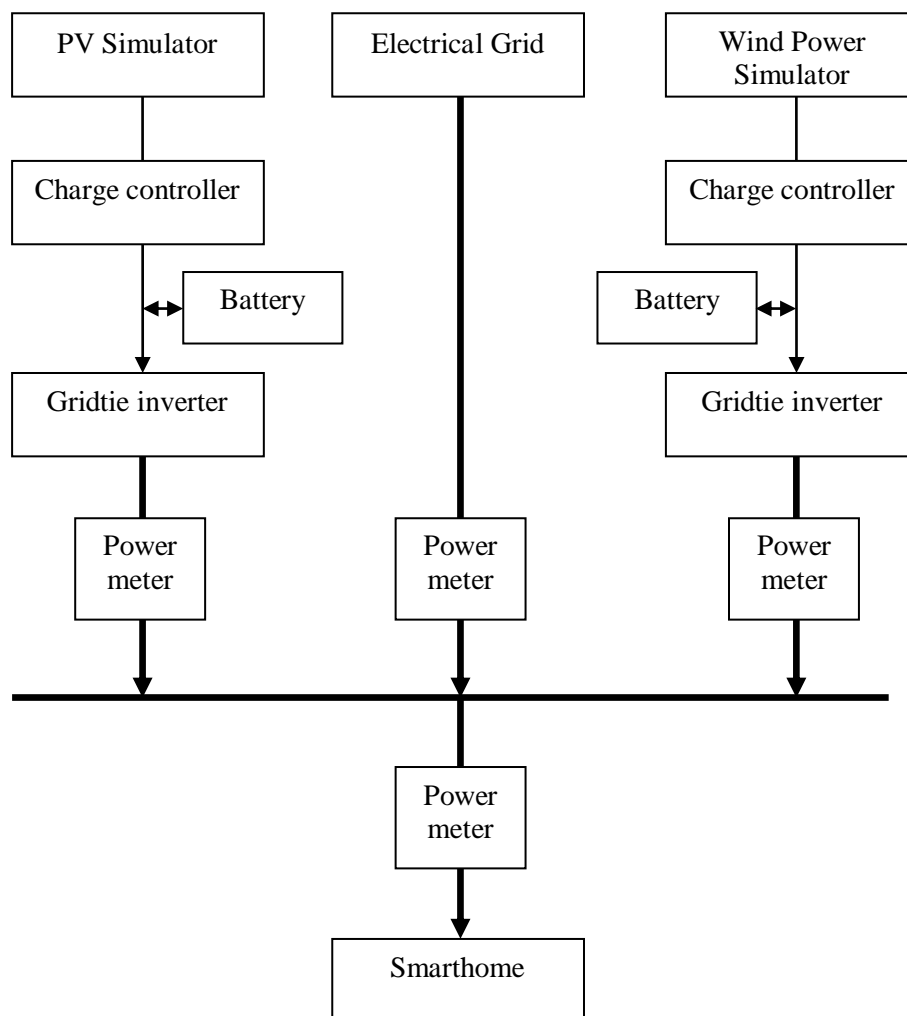 PV Simulator
Electrical Grid
Wind Power
Simulator
Charge controller
Charge controller
Battery
Battery
Gridtie inverter
Gridtie inverter
Power
meter
Power
meter
Power
meter
Power
meter
Smarthome